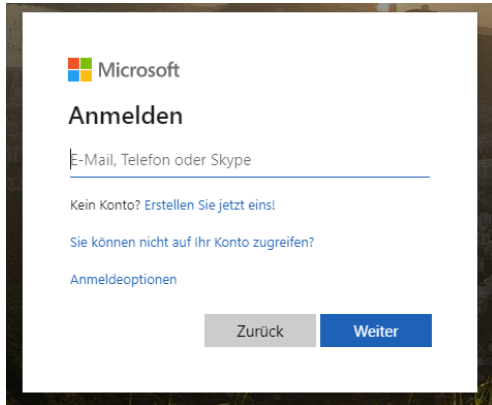 Microsoft
Anmelden
E-Mail, Telefon oder Skype
Kein Konto? Erstellen Sie jetzt eins!
Sie können nicht auf Ihr Konto zugreifen?
Anmeldeoptionen
Zurück Weiter